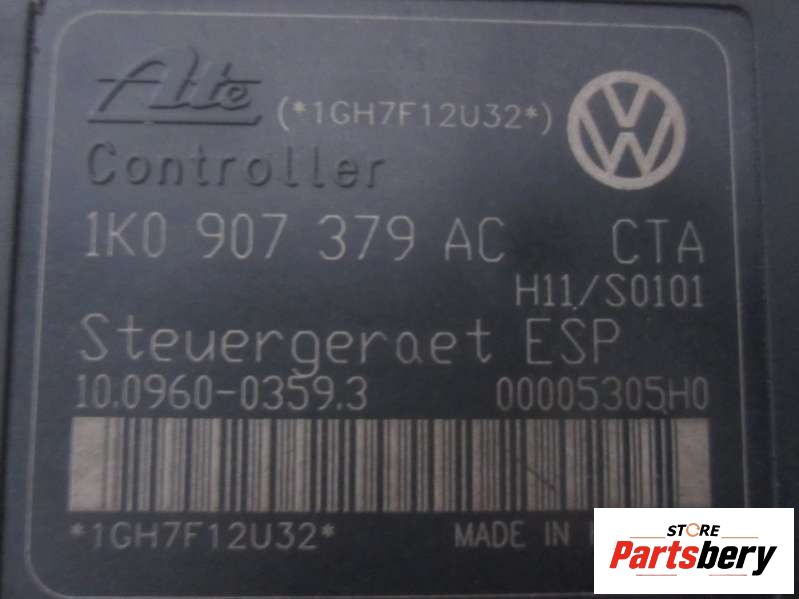 Ate (*1GH7F12U32*)
Controller
1K0 907 379 AC CTA
H11/S0101
Steuergeraet ESP
10.0960-0359.3 00005305H0
*1GH7F12U32* MADE IN
STORE
Partsbery